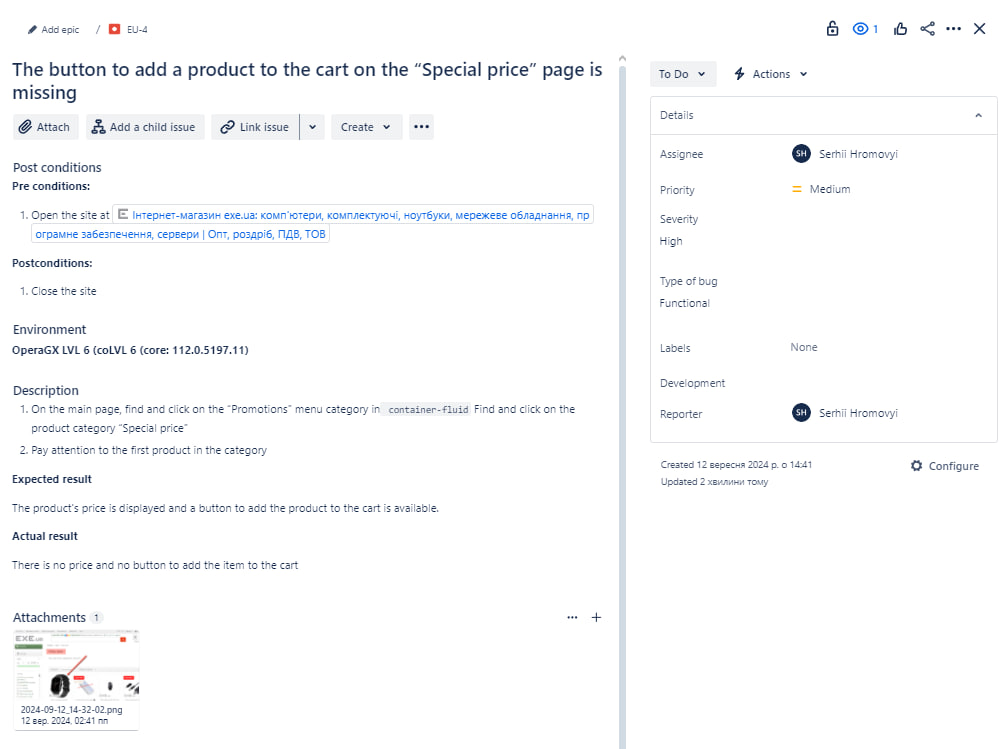 Add epic / EU-4 1
The button to add a product to the cart on the “Special price” page is
missing
Attach Add a child issue Link issue Create
Post conditions
Pre conditions:
1. Open the site at Інтернет-магазин exe.ua: комп'ютери, комплектуючі, ноутбуки, мережеве обладнання, пр
ограмне забезпечення, сервери | Опт, роздріб, ПДВ, ТОВ
Postconditions:
1. Close the site
Environment
OperaGX LVL 6 (coLVL 6 (core: 112.0.5197.11)
Description
1. On the main page, find and click on the “Promotions” menu category in container-fluid Find and click on the
product category “Special price”
2. Pay attention to the first product in the category
Expected result
The product's price is displayed and a button to add the product to the cart is available.
Actual result
There is no price and no button to add the item to the cart
Attachments 1
EXE.ua
2024-09-12_14-32-02.png
12 вер. 2024, 02:41 пп
To Do Actions
Details
Assignee SH Serhii Hromovyi
Priority Medium
Severity
High
Type of bug
Functional
Labels None
Development
Reporter SH Serhii Hromovyi
Created 12 вересня 2024 р. о 14:41
Updated 2 хвилини тому
Configure